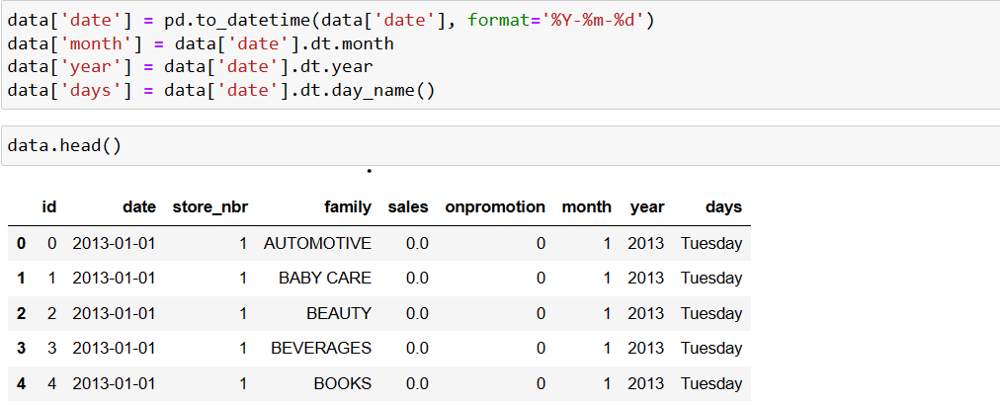 data['date'] = pd.to_datetime(data['date'], format='%Y-%m-%d')
data['month'] = data['date'].dt.month
data['year'] = data['date'].dt.year
data['days'] = data['date'].dt.day_name()
data.head()
id date store_nbr family sales onpromotion month year days
0 0 2013-01-01 1 AUTOMOTIVE 0.0 0 1 2013 Tuesday
1 1 2013-01-01 1 BABY CARE 0.0 0 1 2013 Tuesday
2 2 2013-01-01 1 BEAUTY 0.0 0 1 2013 Tuesday
3 3 2013-01-01 1 BEVERAGES 0.0 0 1 2013 Tuesday
4 4 2013-01-01 1 BOOKS 0.0 0 1 2013 Tuesday